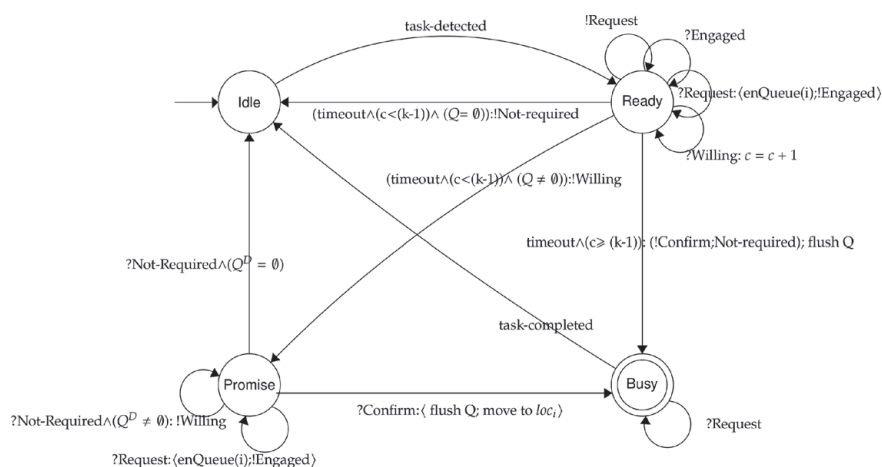 !Request
task-detected
?Engaged
Idle
Ready
?Request:⟨enQueue(i);!Engaged⟩
(timeout∧(c<(k-1))∧ (Q= ∅)):!Not-required
?Willing: c = c + 1
(timeout∧(c<(k-1))∧ (Q ≠ ∅)):!Willing
timeout∧(c⩾ (k-1)): (!Confirm;Not-required); flush Q
?Not-Required∧(Q^D = ∅)
task-completed
Promise
Busy
?Confirm:⟨ flush Q; move to loc_i⟩
?Not-Required∧(Q^D ≠ ∅): !Willing
?Request
?Request:⟨enQueue(i);!Engaged⟩